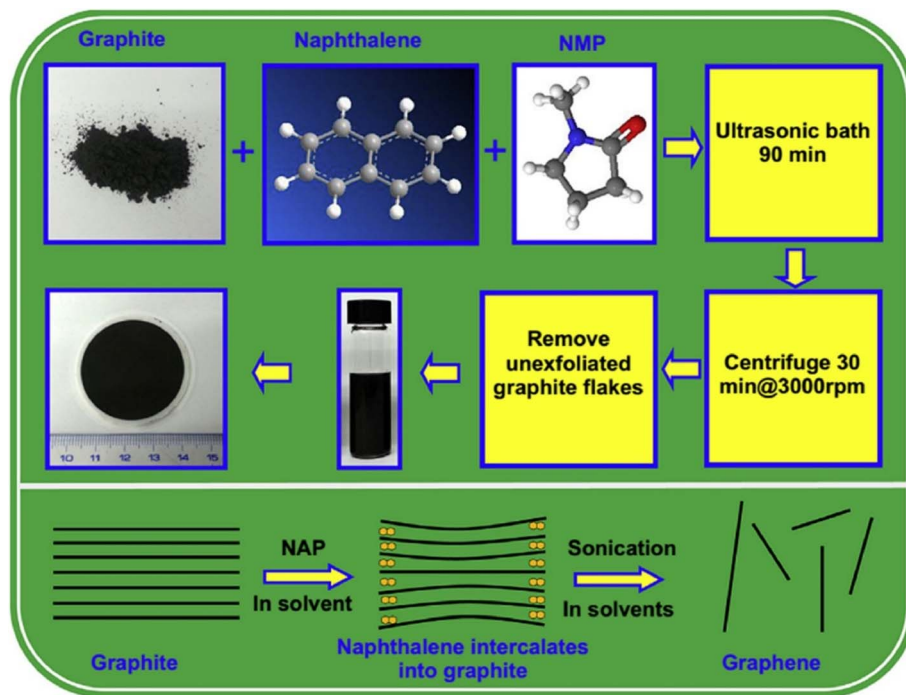 Graphite
Naphthalene
NMP
+
+
Ultrasonic bath
90 min
Centrifuge 30
min@3000rpm
Remove
unexfoliated
graphite flakes
10 11 12 13 14 15
NAP
In solvent
Sonication
In solvents
Graphite
Naphthalene intercalates
into graphite
Graphene